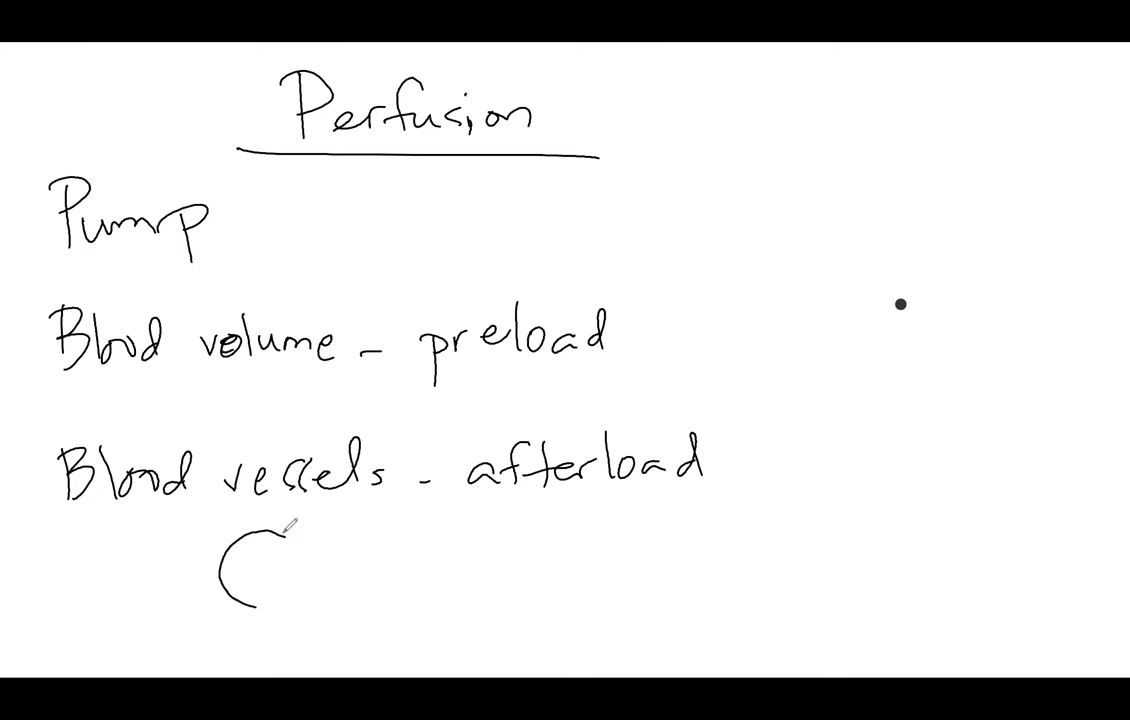 Perfusion
Pump
Blood volume - preload
Blood vessels - afterload